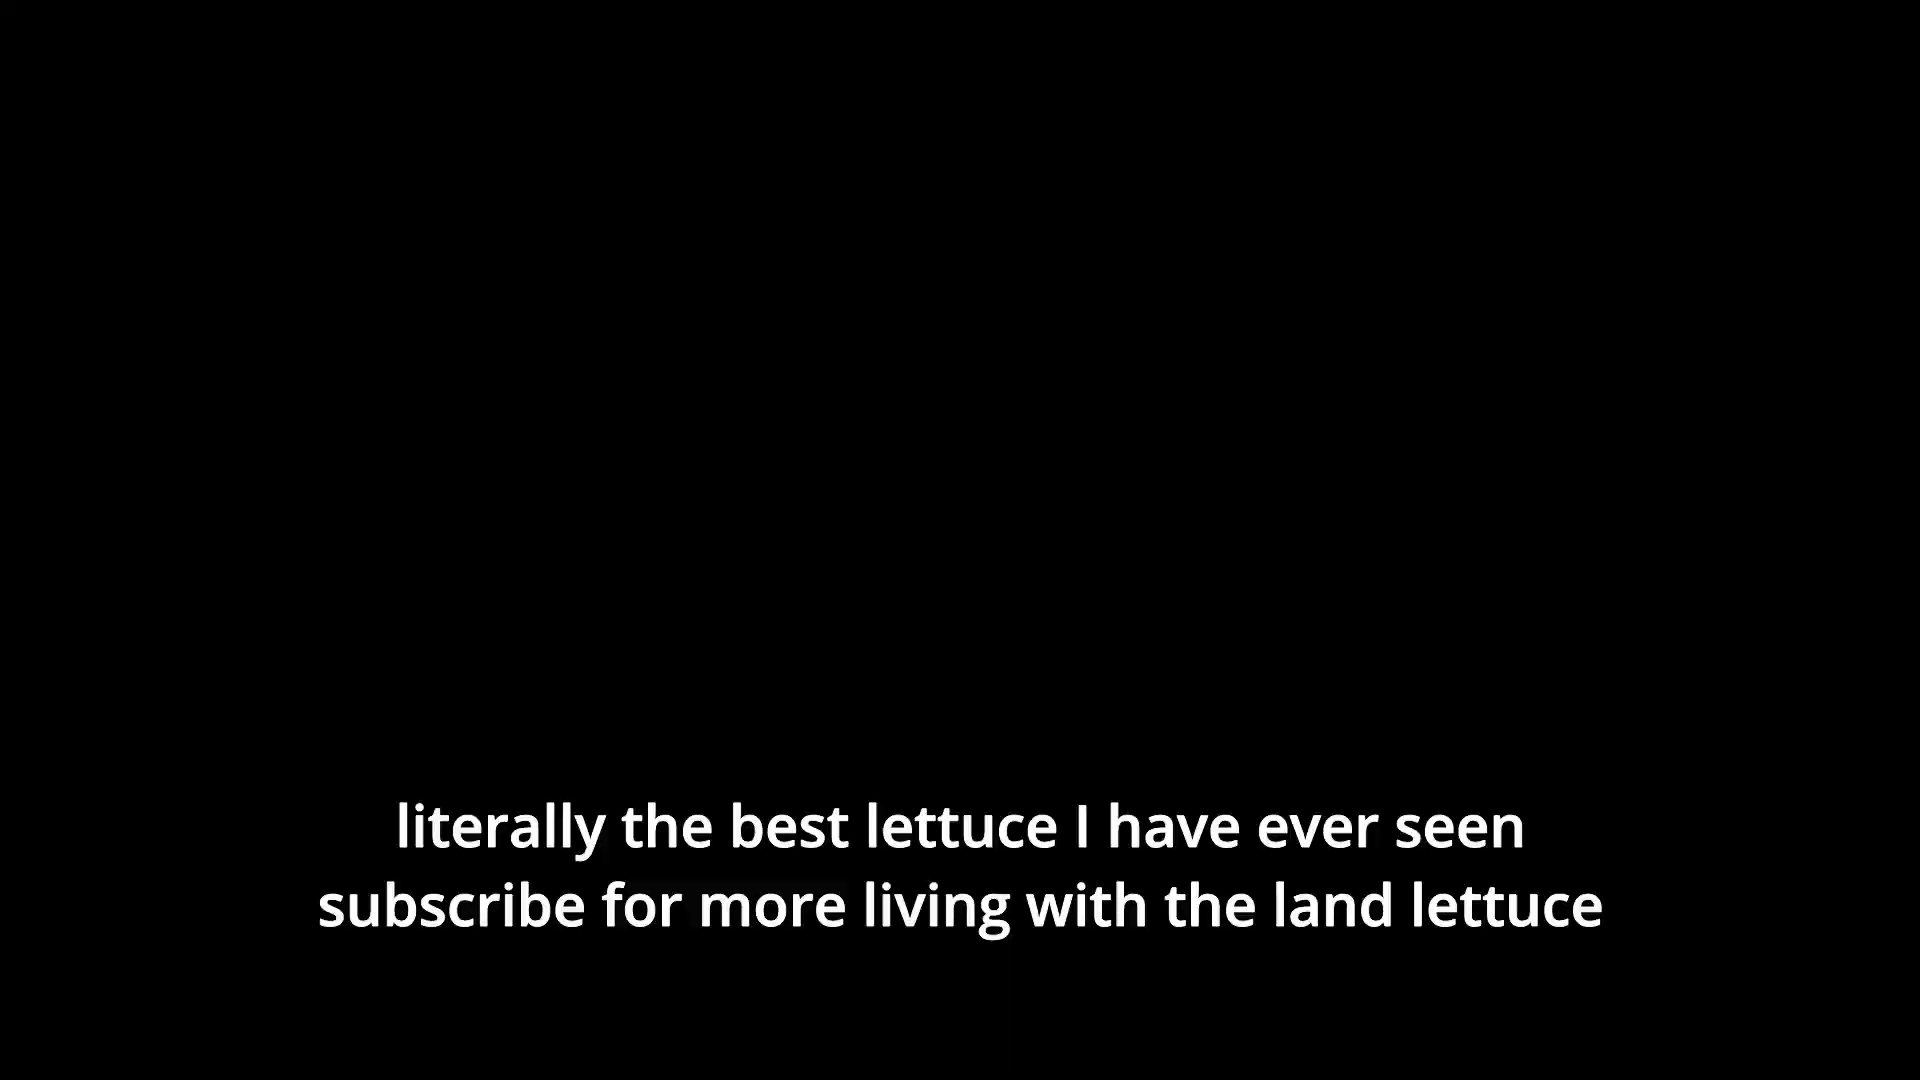 literally the best lettuce I have ever seen
subscribe for more living with the land lettuce